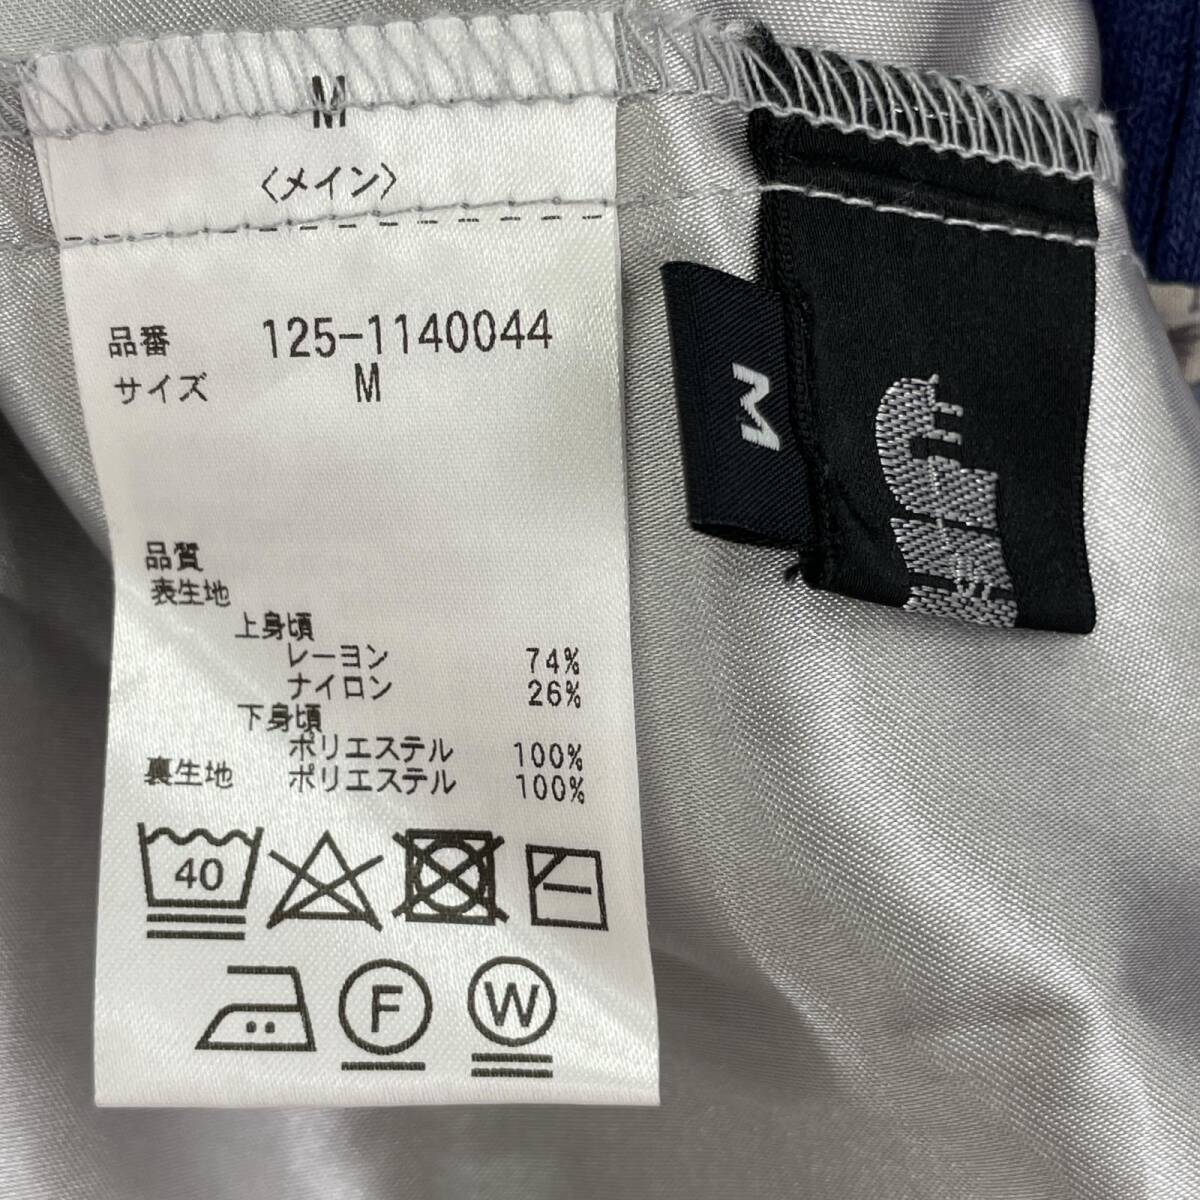 M
〈メイン〉
品番 125-1140044
サイズ M
品質
表生地
上身頃
レーヨン 74%
ナイロン 26%
下身頃
ポリエステル 100%
裏生地 ポリエステル 100%
40
F
W
M